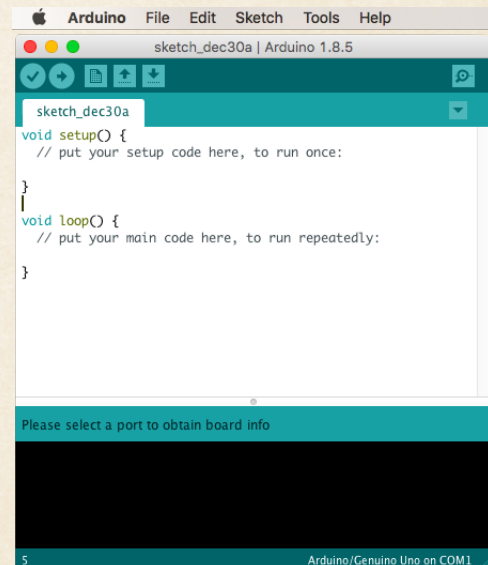 Arduino File Edit Sketch Tools Help
sketch_dec30a | Arduino 1.8.5
sketch_dec30a
void setup() {
  // put your setup code here, to run once:
}
void loop() {
  // put your main code here, to run repeatedly:
}
Please select a port to obtain board info
5 Arduino/Genuino Uno on COM1